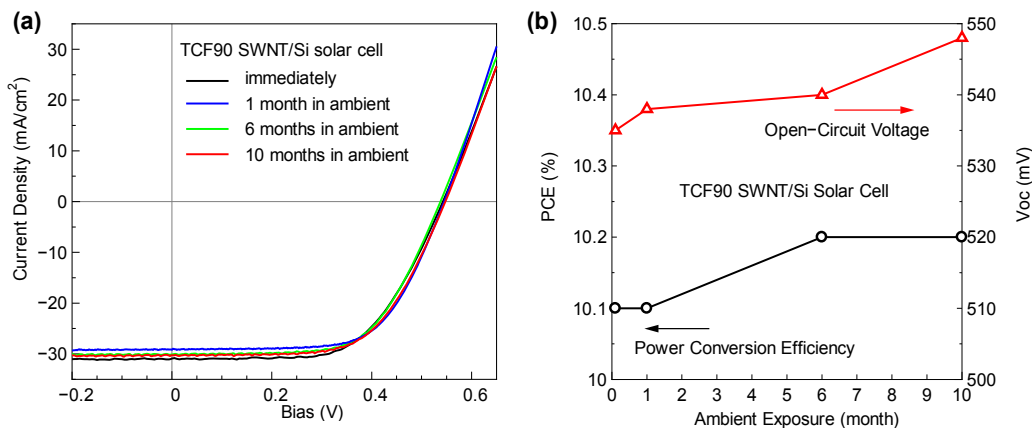 (a)
TCF90 SWNT/Si solar cell
immediately
1 month in ambient
6 months in ambient
10 months in ambient
Current Density (mA/cm²)
30
20
10
0
−10
−20
−30
−0.2
0
0.2
0.4
0.6
Bias (V)
(b)
PCE (%)
10.5
10.4
10.3
10.2
10.1
10
Open−Circuit Voltage
TCF90 SWNT/Si Solar Cell
Power Conversion Efficiency
550
540
530
520
510
500
Voc (mV)
0 1 2 3 4 5 6 7 8 9 10
Ambient Exposure (month)